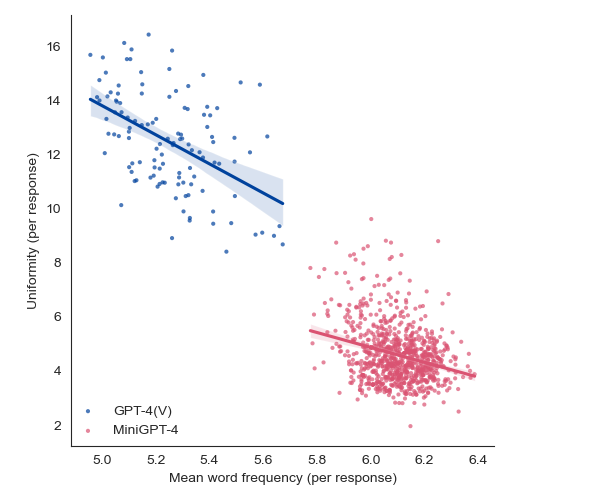 16
14
12
10
8
6
4
2
Uniformity (per response)
GPT-4(V)
MiniGPT-4
5.0 5.2 5.4 5.6 5.8 6.0 6.2 6.4
Mean word frequency (per response)